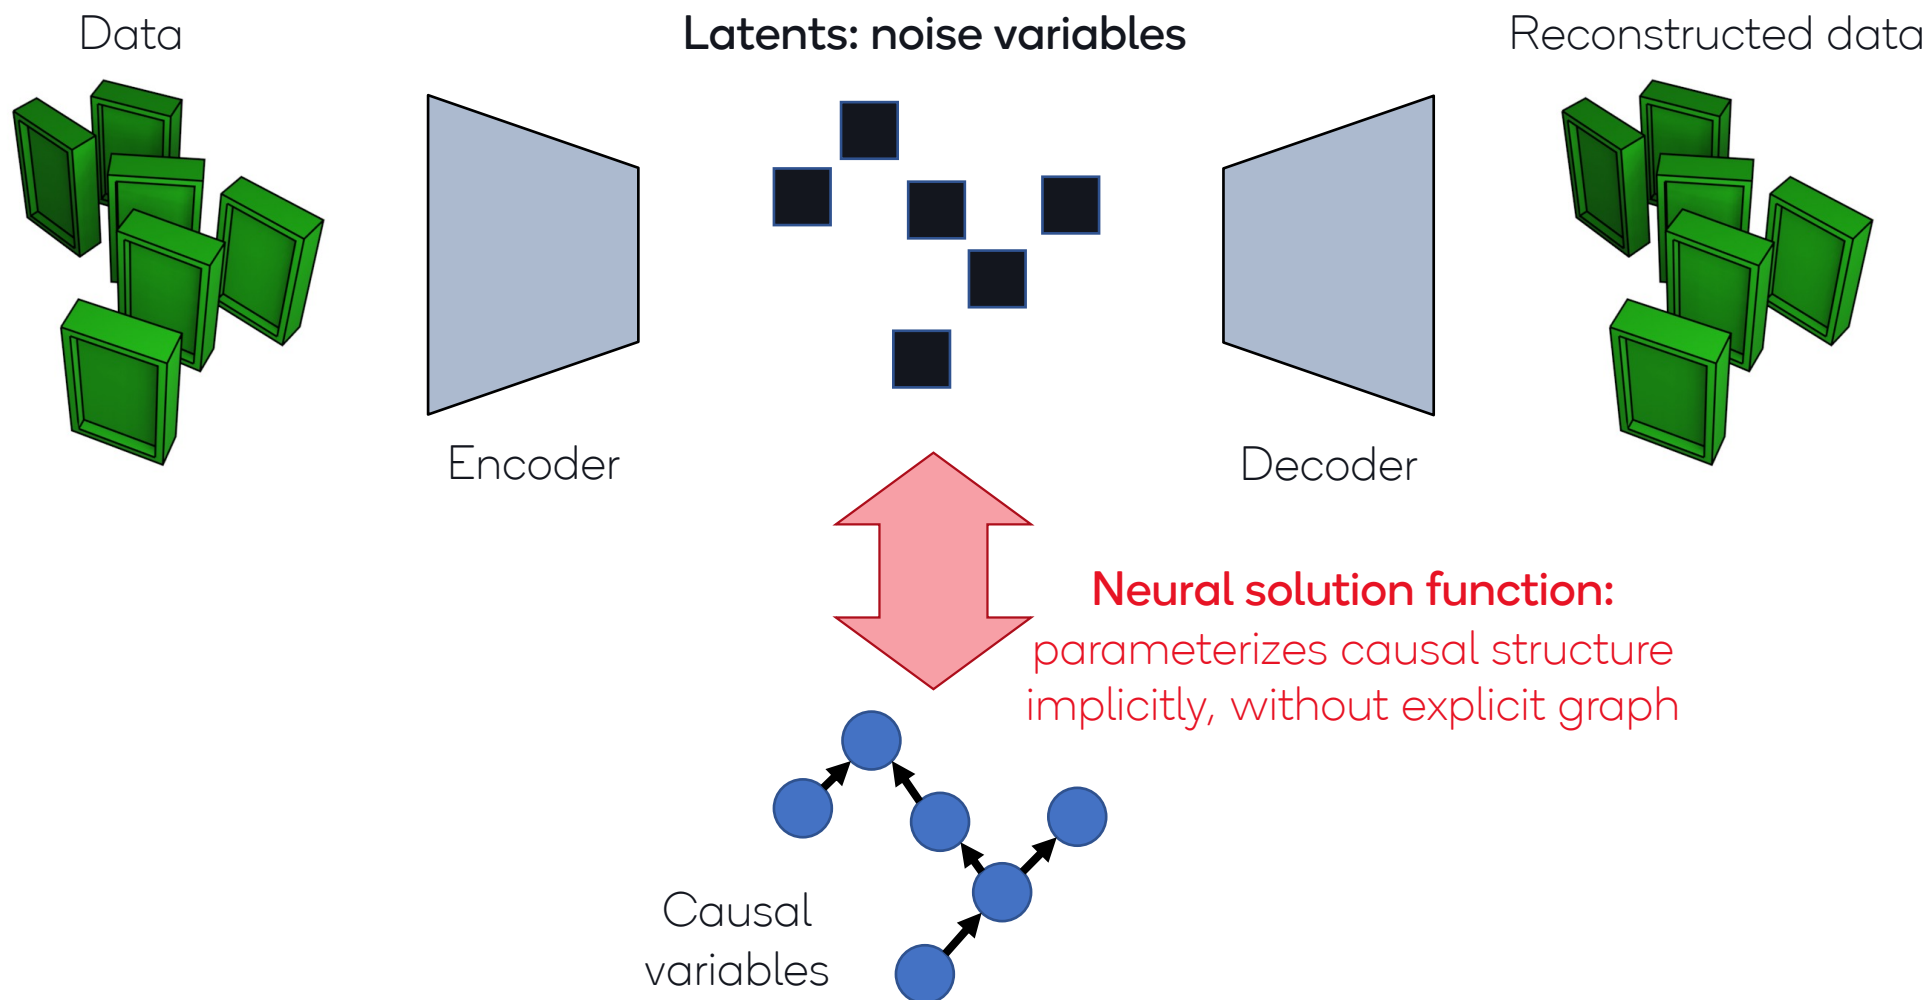 Data
Latents: noise variables
Reconstructed data
Encoder
Decoder
Neural solution function:
parameterizes causal structure
implicitly, without explicit graph
Causal
variables